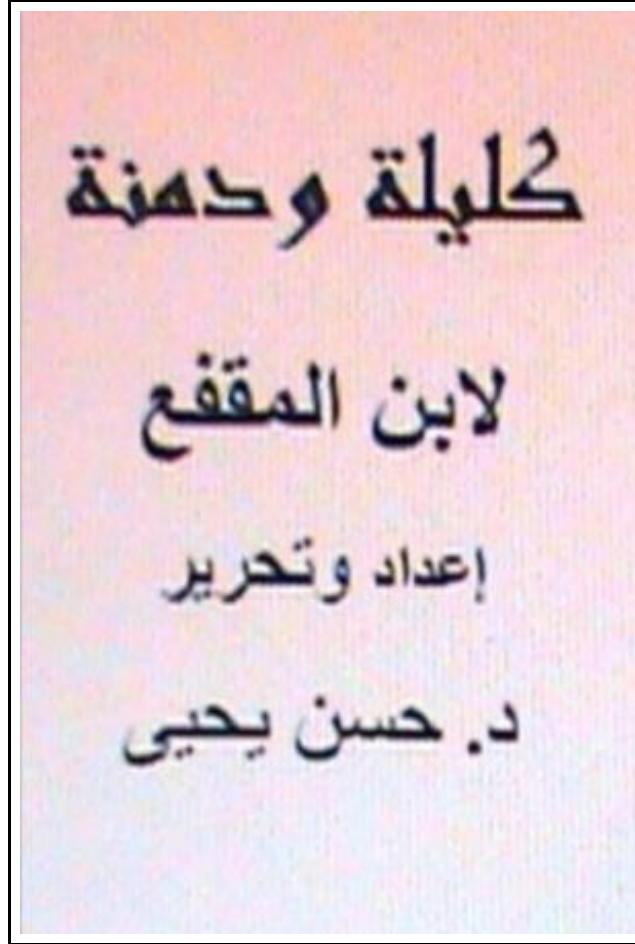 كليلة ودمنة
لابن المقفع
إعداد وتحرير
د. حسن يحيى